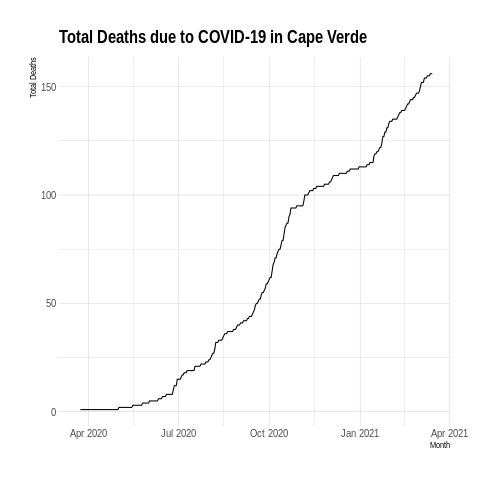 Total Deaths due to COVID-19 in Cape Verde
Total Deaths
150
100
50
0
Apr 2020 Jul 2020 Oct 2020 Jan 2021 Apr 2021
Month